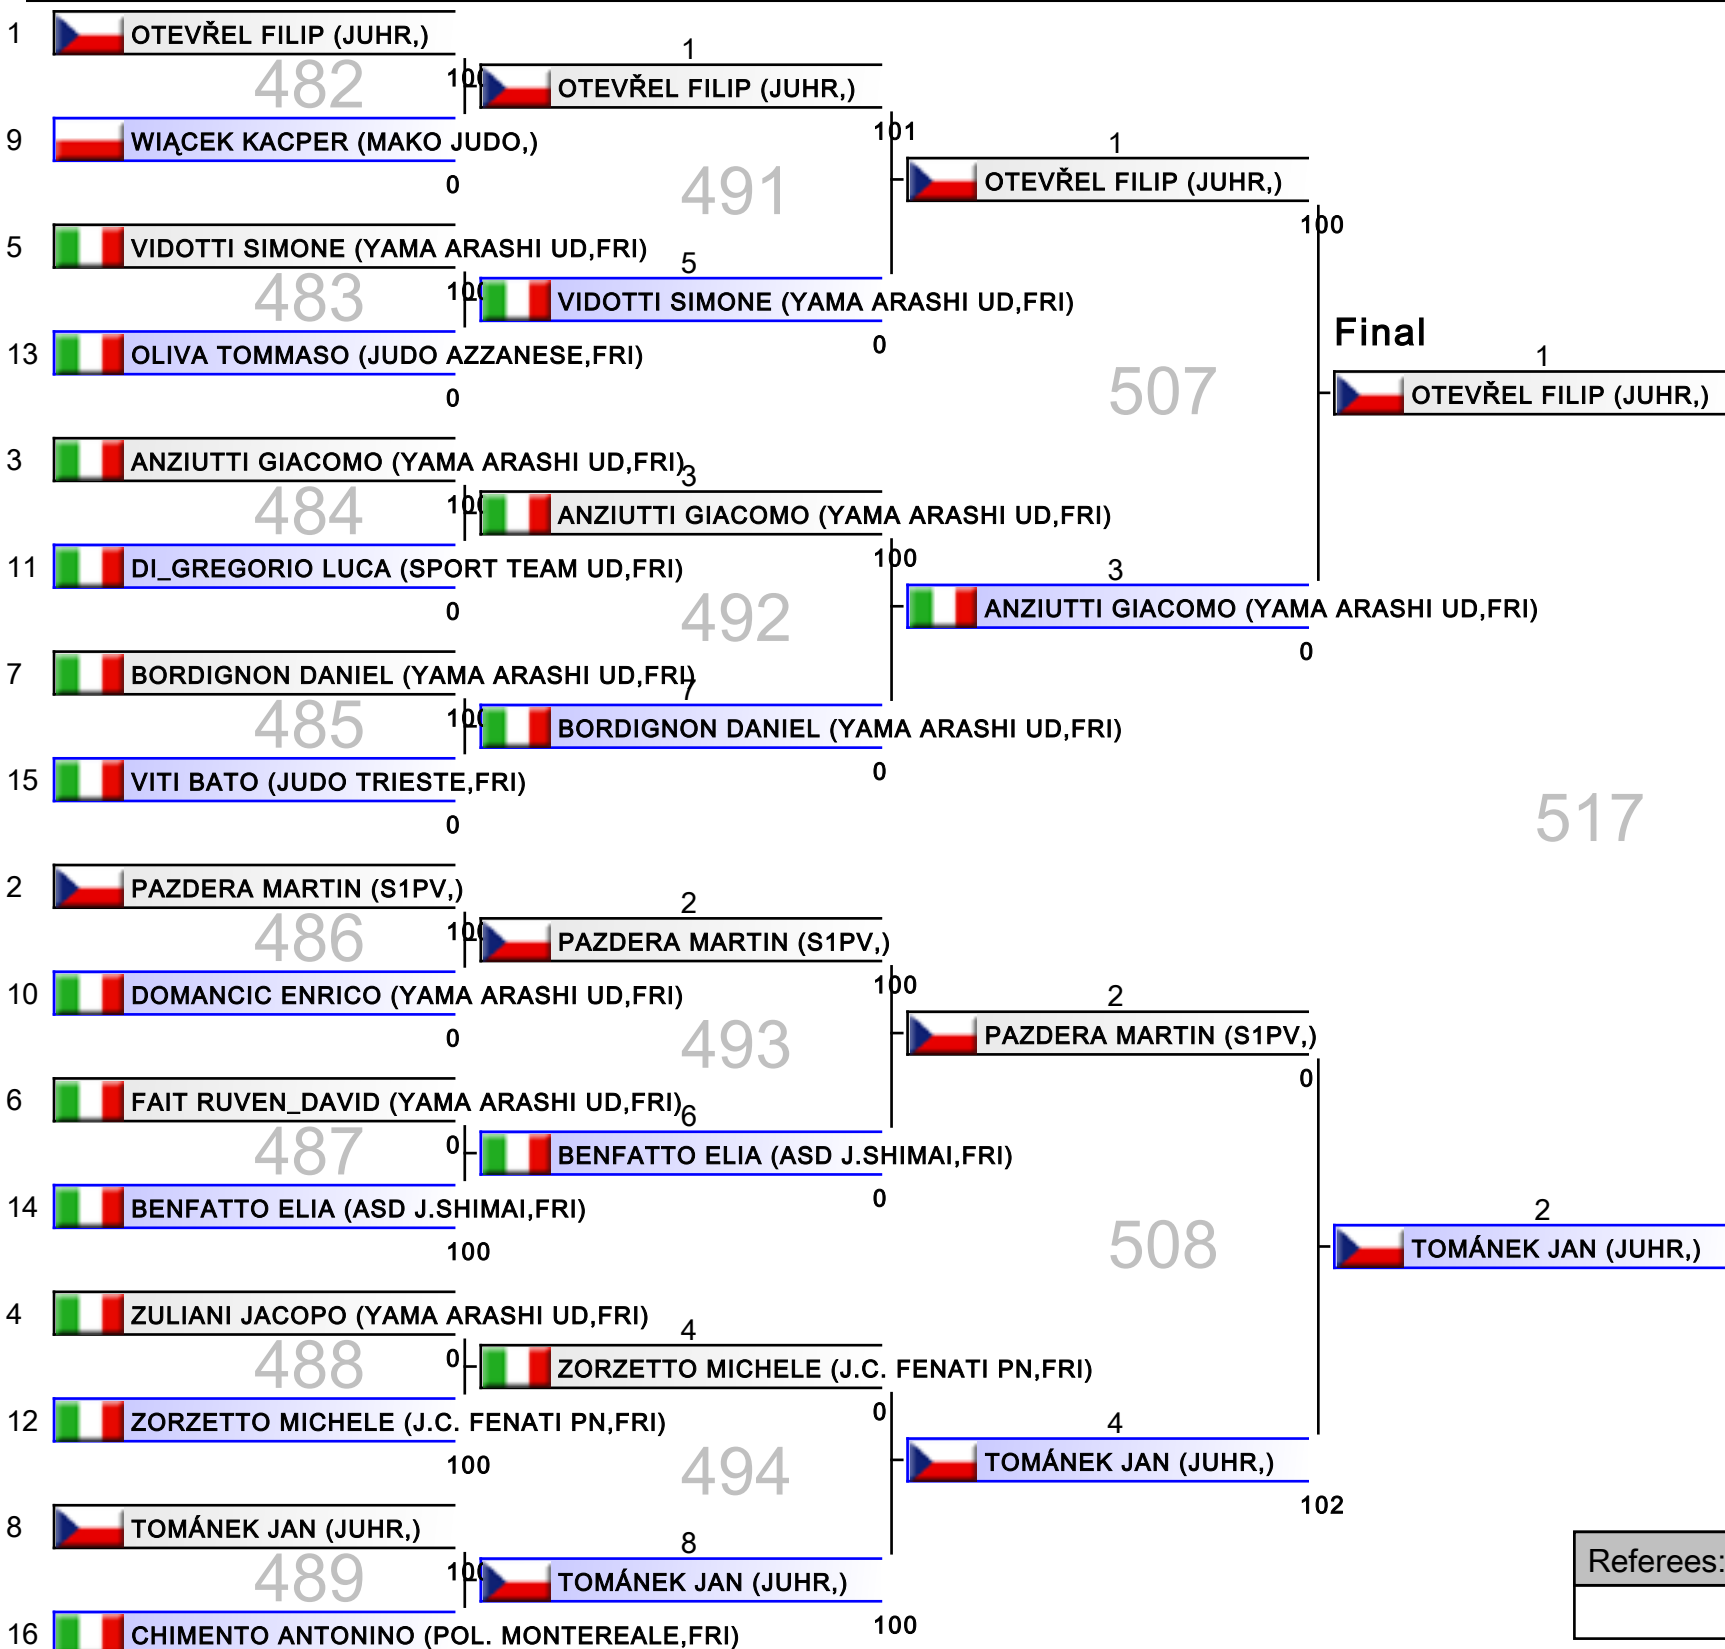 1 OTEVŘEL FILIP (JUHR,)
482
9 WIĄCEK KACPER (MAKO JUDO,)
0
5 VIDOTTI SIMONE (YAMA ARASHI UD,FRI)
483
13 OLIVA TOMMASO (JUDO AZZANESE,FRI)
0
3 ANZIUTTI GIACOMO (YAMA ARASHI UD,FRI)
484
11 DI_GREGORIO LUCA (SPORT TEAM UD,FRI)
0
7 BORDIGNON DANIEL (YAMA ARASHI UD,FRI)
485
15 VITI BATO (JUDO TRIESTE,FRI)
0
2 PAZDERA MARTIN (S1PV,)
486
10 DOMANCIC ENRICO (YAMA ARASHI UD,FRI)
0
6 FAIT RUVEN_DAVID (YAMA ARASHI UD,FRI)
487 0
14 BENFATTO ELIA (ASD J.SHIMAI,FRI)
100
4 ZULIANI JACOPO (YAMA ARASHI UD,FRI)
488 0
12 ZORZETTO MICHELE (J.C. FENATI PN,FRI)
100
8 TOMÁNEK JAN (JUHR,)
489
16 CHIMENTO ANTONINO (POL. MONTEREALE,FRI)
1
OTEVŘEL FILIP (JUHR,)
101
491
5
VIDOTTI SIMONE (YAMA ARASHI UD,FRI)
0
3
ANZIUTTI GIACOMO (YAMA ARASHI UD,FRI)
100
492
7
BORDIGNON DANIEL (YAMA ARASHI UD,FRI)
0
2
PAZDERA MARTIN (S1PV,)
100
493
6
BENFATTO ELIA (ASD J.SHIMAI,FRI)
0
4
ZORZETTO MICHELE (J.C. FENATI PN,FRI)
0
494
8
TOMÁNEK JAN (JUHR,)
100
1
OTEVŘEL FILIP (JUHR,)
100
507
3
ANZIUTTI GIACOMO (YAMA ARASHI UD,FRI)
0
2
PAZDERA MARTIN (S1PV,)
0
508
4
TOMÁNEK JAN (JUHR,)
102
Final
1
OTEVŘEL FILIP (JUHR,)
517
2
TOMÁNEK JAN (JUHR,)
Referees: